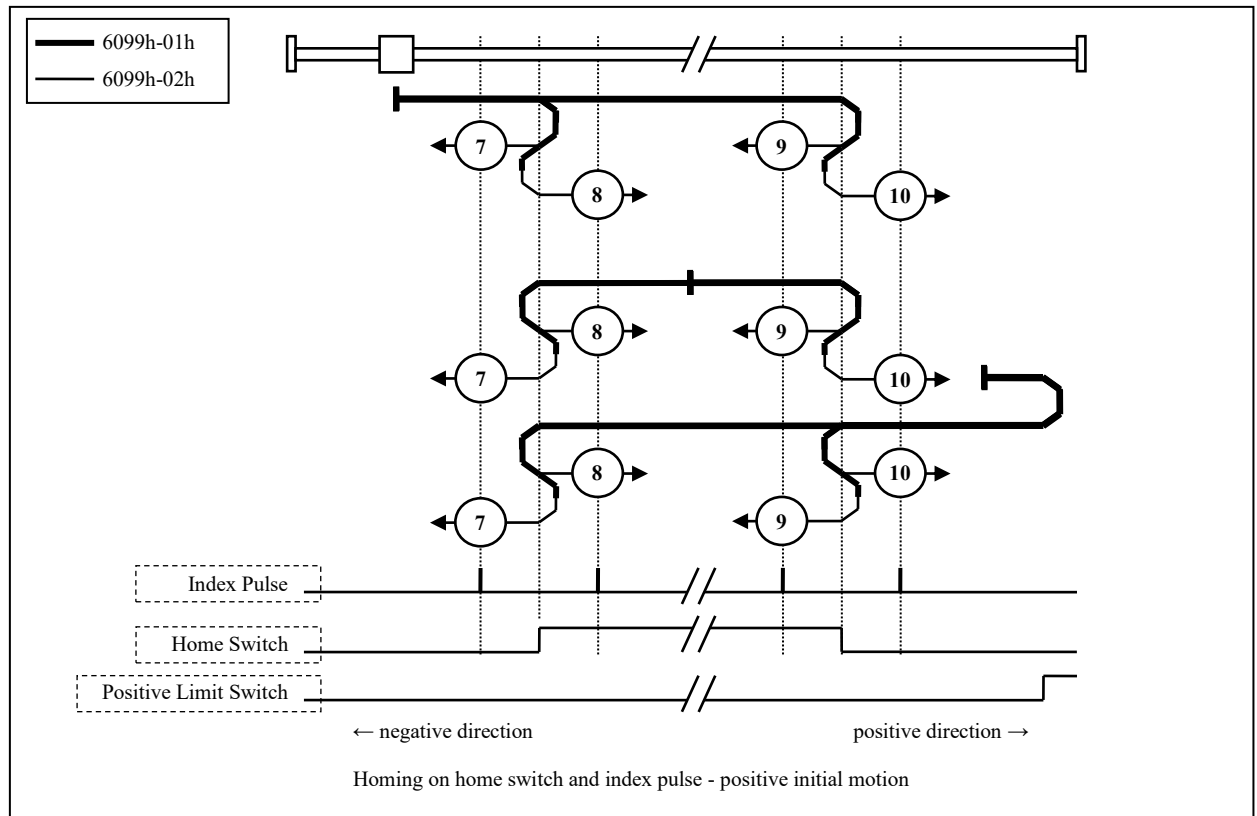 6099h-01h
6099h-02h
7
9
8
10
8
9
7
10
8
10
7
9
Index Pulse
Home Switch
Positive Limit Switch
← negative direction
positive direction →
Homing on home switch and index pulse - positive initial motion